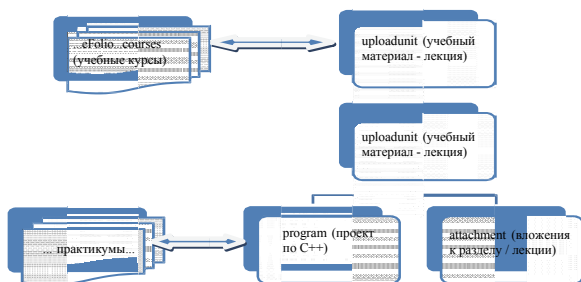 ...eFolio...courses
(учебные курсы)
uploadunit (учебный
материал - лекция)
uploadunit (учебный
материал - лекция)
... практикумы...
program (проект
по С++)
attachment (вложения
к разделу / лекции)